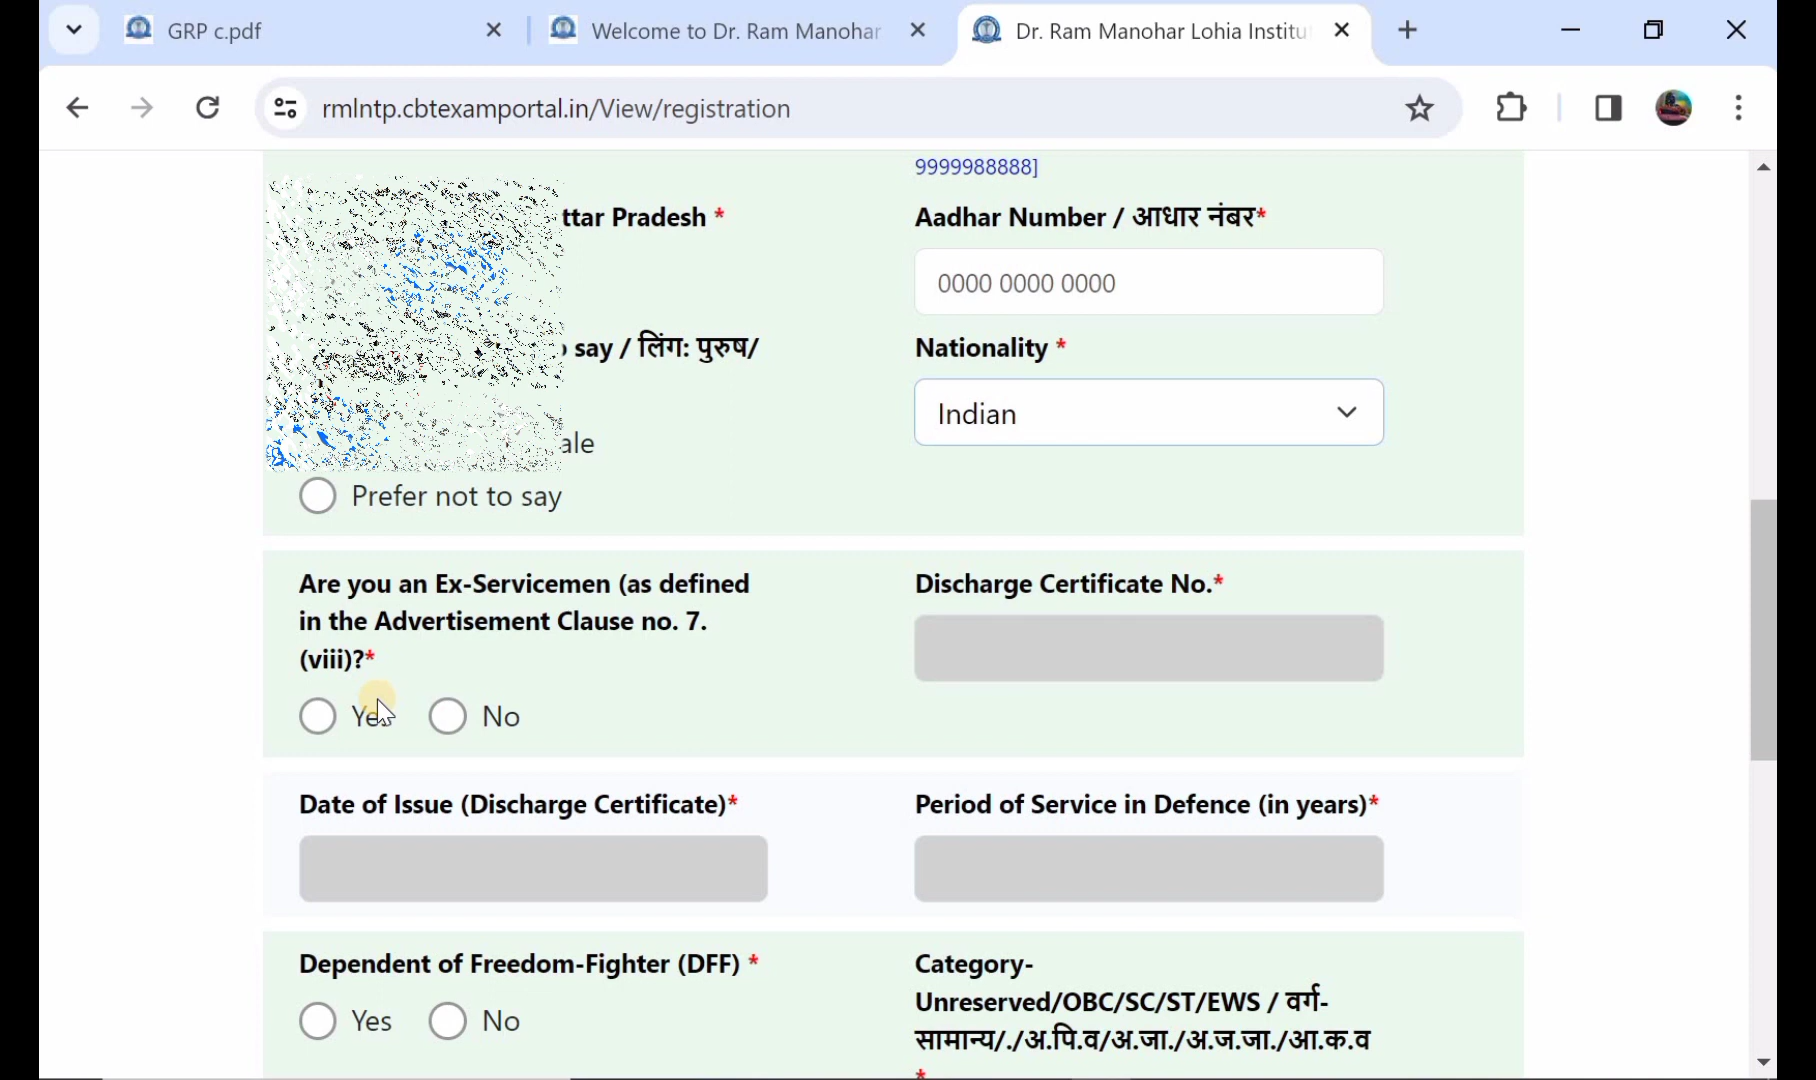 GRP c.pdf
Welcome to Dr. Ram Manohar
Dr. Ram Manohar Lohia Institu
rmlntp.cbtexamportal.in/View/registration
9999988888]
ttar Pradesh *
Aadhar Number / आधार नंबर*
0000 0000 0000
say / लिंग: पुरुष/
Nationality *
Indian
Prefer not to say
Are you an Ex-Servicemen (as defined
in the Advertisement Clause no. 7.
(viii)?*
Yes No
Discharge Certificate No.*
Date of Issue (Discharge Certificate)*
Period of Service in Defence (in years)*
Dependent of Freedom-Fighter (DFF) *
Yes No
Category-
Unreserved/OBC/SC/ST/EWS / वर्ग-
सामान्य/./अ.पि.व/अ.जा./अ.ज.जा./आ.क.व
*